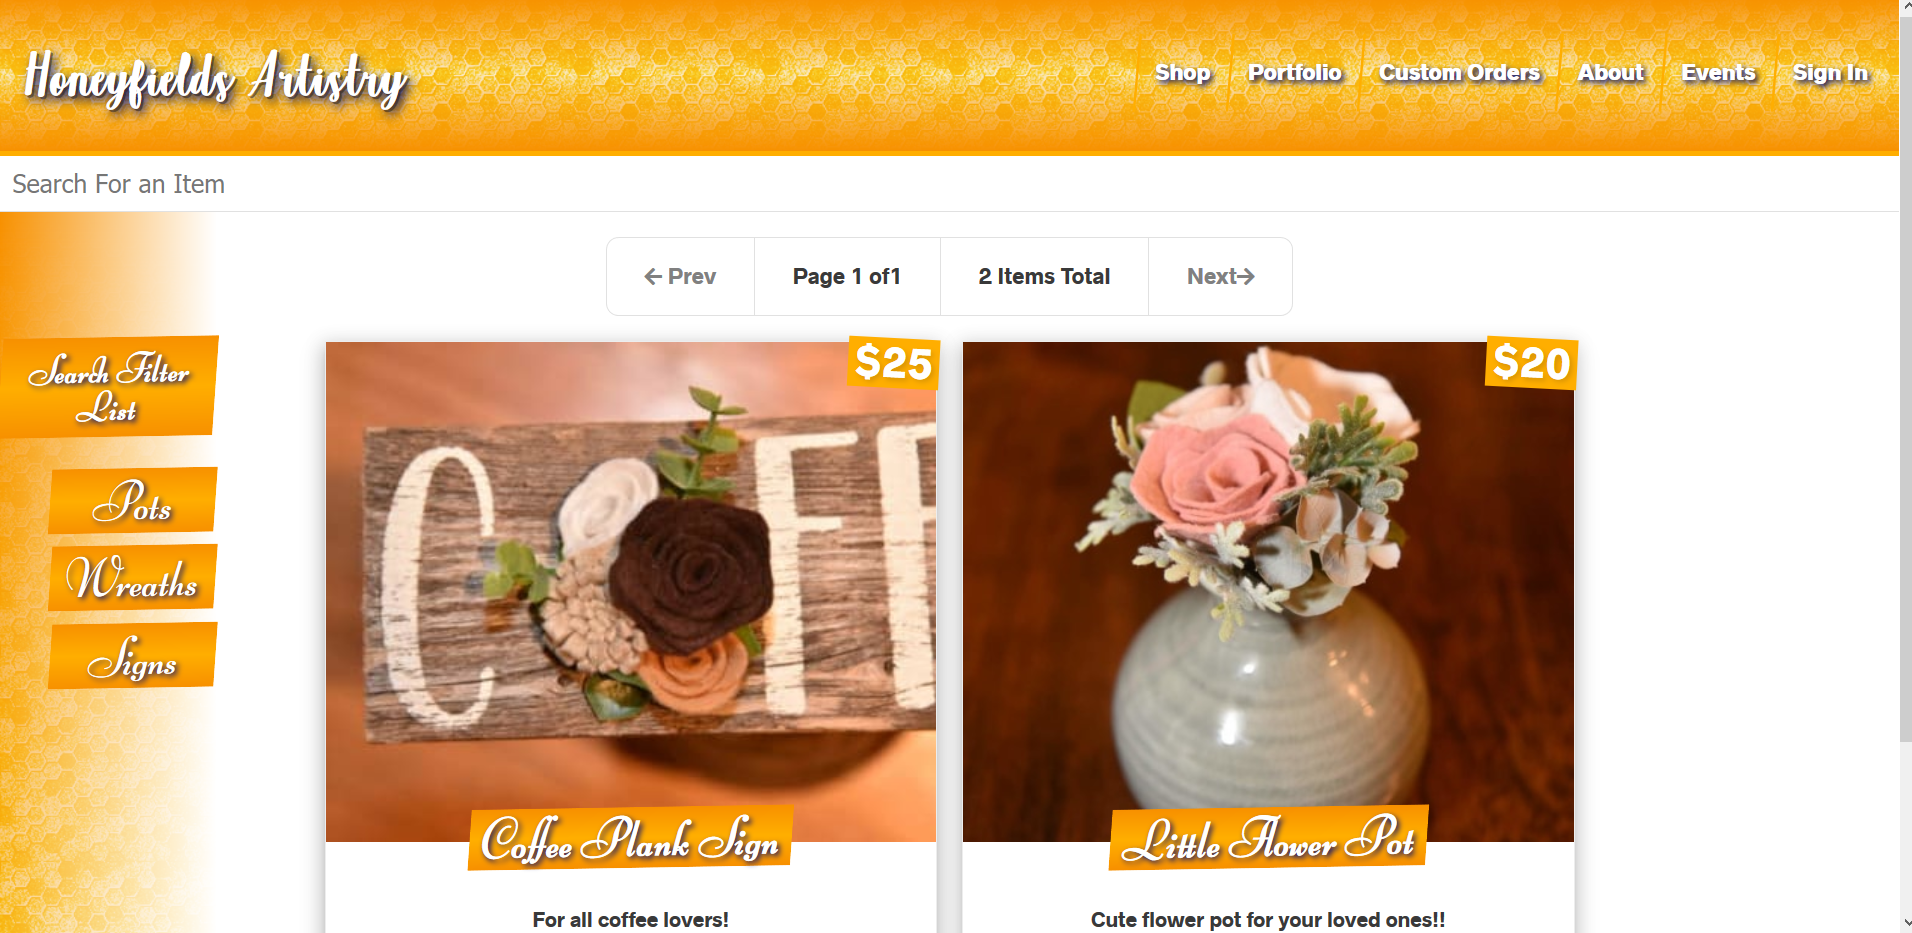 Honeyfields Artistry
Shop Portfolio Custom Orders About Events Sign In
Search For an Item
Prev Page 1 of1 2 Items Total Next
Search Filter
List
Pots
Wreaths
Signs
$25
Coffee Plank Sign
For all coffee lovers!
$20
Little Flower Pot
Cute flower pot for your loved ones!!